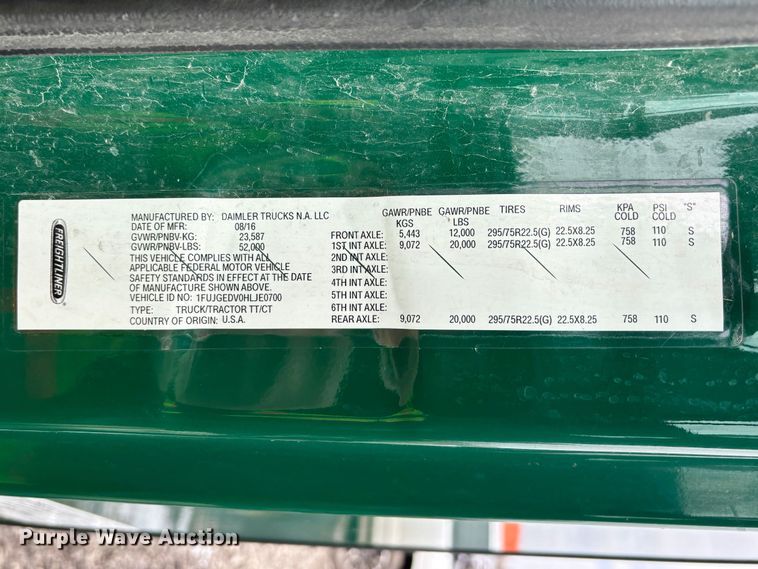 FREIGHTLINER
MANUFACTURED BY: DAIMLER TRUCKS N.A. LLC
DATE OF MFR: 08/16
GVWR/PNBV-KG: 23,587
GVWR/PNBV-LBS: 52,000
THIS VEHICLE COMPLIES WITH ALL
APPLICABLE FEDERAL MOTOR VEHICLE
SAFETY STANDARDS IN EFFECT AT THE DATE
OF MANUFACTURE SHOWN ABOVE.
VEHICLE ID NO: 1FUJGEDV0HLJE0700
TYPE: TRUCK/TRACTOR TT/CT
COUNTRY OF ORIGIN: U.S.A.
GAWR/PNBE GAWR/PNBE TIRES RIMS KPA PSI "S"
KGS LBS COLD COLD
FRONT AXLE: 5,443 12,000 295/75R22.5(G) 22.5X8.25 758 110 S
1ST INT AXLE: 9,072 20,000 295/75R22.5(G) 22.5X8.25 758 110 S
2ND INT AXLE:
3RD INT AXLE:
4TH INT AXLE:
5TH INT AXLE:
6TH INT AXLE:
REAR AXLE: 9,072 20,000 295/75R22.5(G) 22.5X8.25 758 110 S
Purple Wave Auction